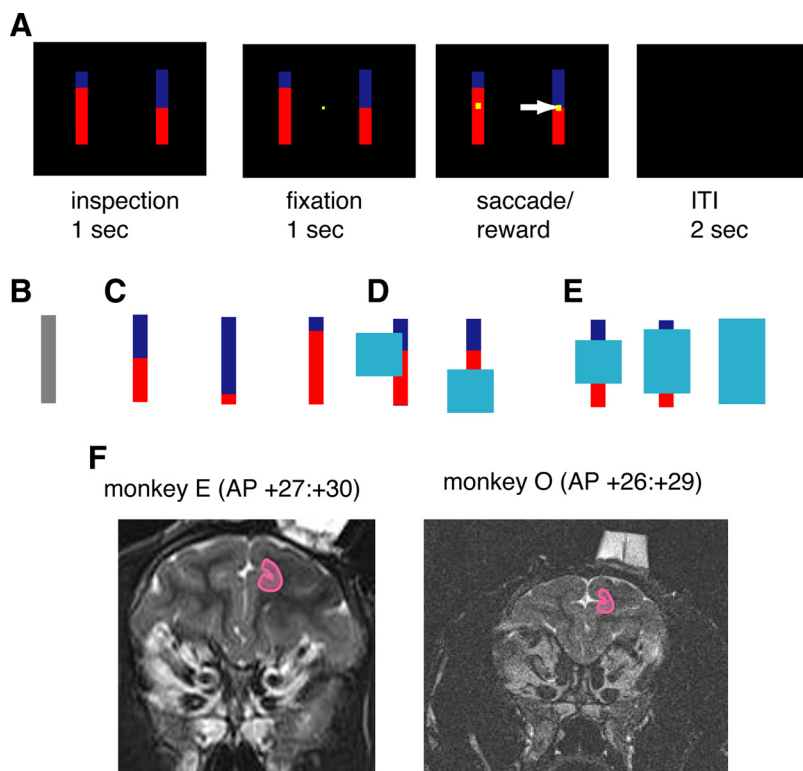 A
inspection
1 sec
fixation
1 sec
saccade/
reward
ITI
2 sec
B
C
D
E
F
monkey E (AP +27:+30)
monkey O (AP +26:+29)